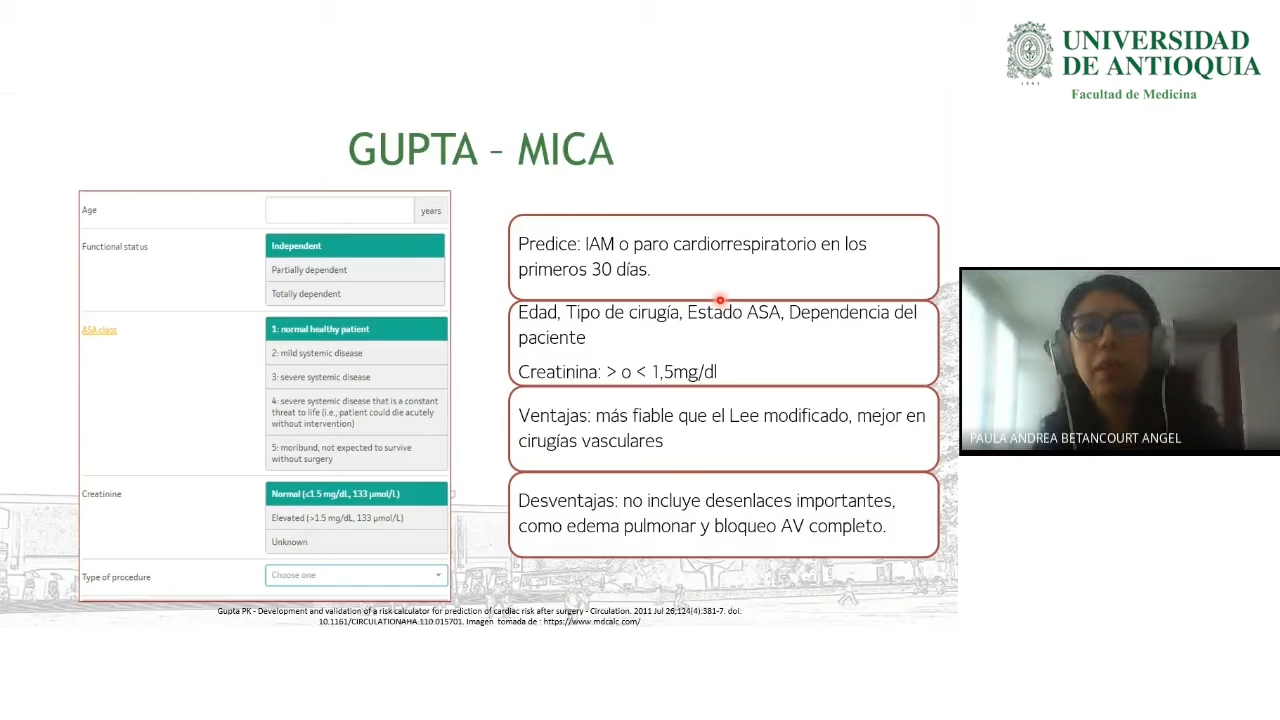 UNIVERSIDAD
DE ANTIOQUIA
1803
Facultad de Medicina
GUPTA – MICA
Age
years
Functional status
Independent
Partially dependent
Totally dependent
ASA class
1: normal healthy patient
2: mild systemic disease
3: severe systemic disease
4: severe systemic disease that is a constant
threat to life (i.e., patient could die acutely
without intervention)
5: moribund, not expected to survive
without surgery
Creatinine
Normal (≤1.5 mg/dL, 133 µmol/L)
Elevated (>1.5 mg/dL, 133 µmol/L)
Unknown
Type of procedure
Choose one
Predice: IAM o paro cardiorrespiratorio en los
primeros 30 días.
Edad, Tipo de cirugía, Estado ASA, Dependencia del
paciente
Creatinina: > o < 1,5mg/dl
Ventajas: más fiable que el Lee modificado, mejor en
cirugías vasculares
Desventajas: no incluye desenlaces importantes,
como edema pulmonar y bloqueo AV completo.
PAULA ANDREA BETANCOURT ANGEL
Gupta PK - Development and validation of a risk calculator for prediction of cardiac risk after surgery - Circulation. 2011 Jul 26;124(4):381-7. doi:
10.1161/CIRCULATIONAHA.110.015701. Imagen tomada de : https://www.mdcalc.com/